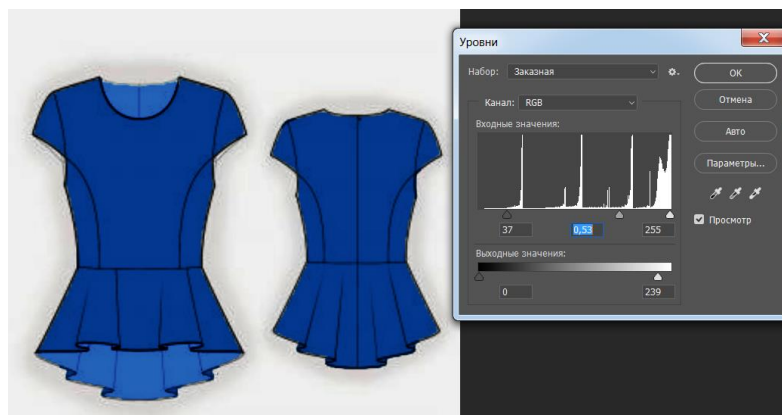 Уровни
Набор: Заказная
OK
Канал: RGB
Отмена
Входные значения:
Авто
Параметры...
Просмотр
37 0,53 255
Выходные значения:
0 239